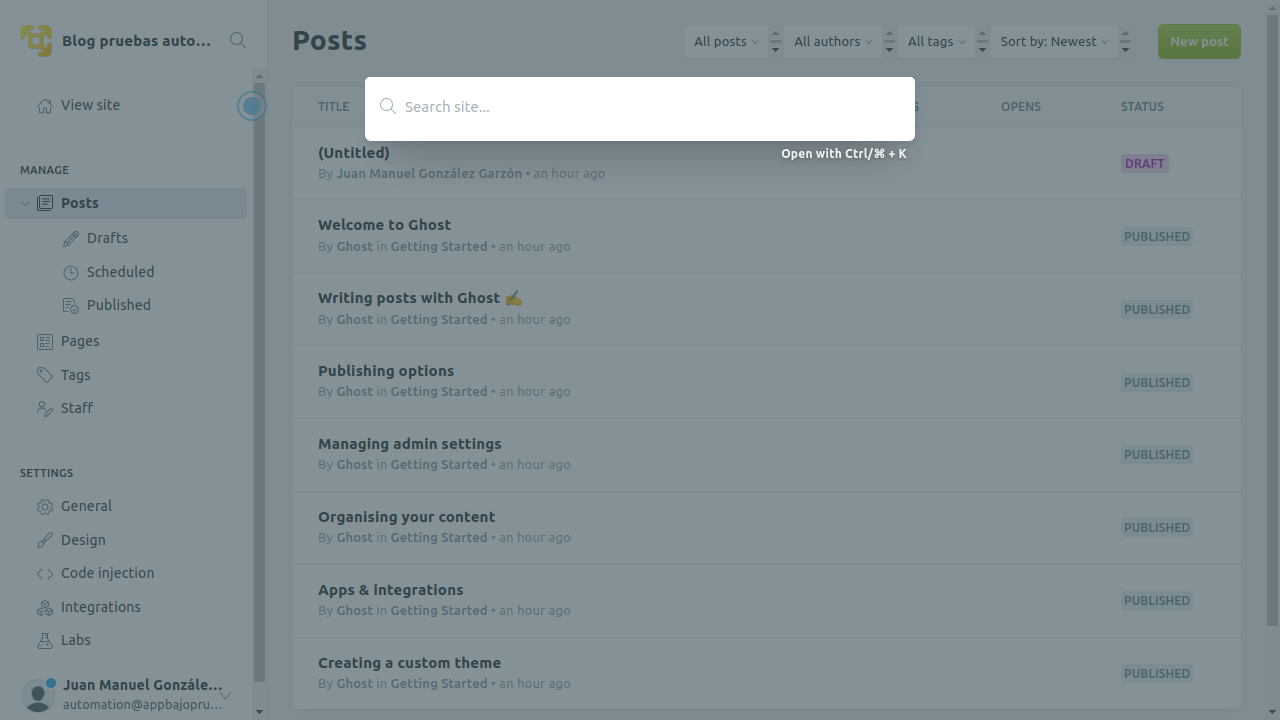 Blog pruebas auto...
View site
MANAGE
Posts
Drafts
Scheduled
Published
Pages
Tags
Staff
SETTINGS
General
Design
Code injection
Integrations
Labs
Juan Manuel Gonzále...
automation@appbajopru...
Posts
All posts
All authors
All tags
Sort by: Newest
New post
Search site...
Open with Ctrl/⌘ + K
TITLE
OPENS
STATUS
(Untitled)
By Juan Manuel González Garzón • an hour ago
DRAFT
Welcome to Ghost
By Ghost in Getting Started • an hour ago
PUBLISHED
Writing posts with Ghost ✍️
By Ghost in Getting Started • an hour ago
PUBLISHED
Publishing options
By Ghost in Getting Started • an hour ago
PUBLISHED
Managing admin settings
By Ghost in Getting Started • an hour ago
PUBLISHED
Organising your content
By Ghost in Getting Started • an hour ago
PUBLISHED
Apps & integrations
By Ghost in Getting Started • an hour ago
PUBLISHED
Creating a custom theme
By Ghost in Getting Started • an hour ago
PUBLISHED